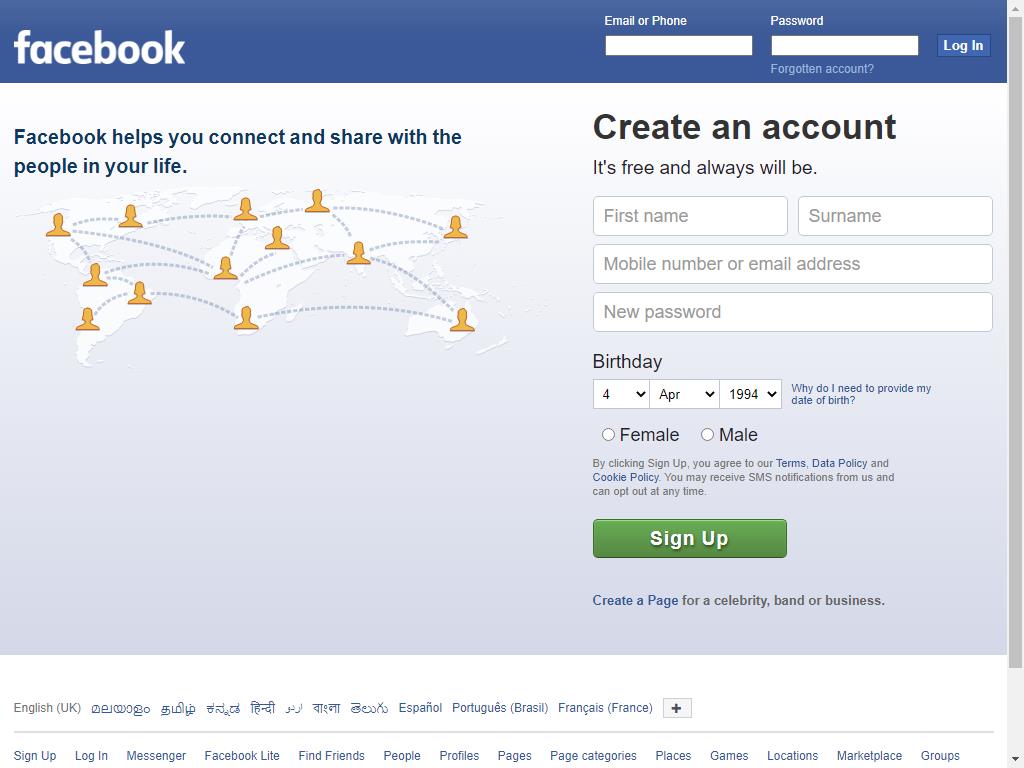 facebook
Email or Phone
Password
Log In
Forgotten account?
Facebook helps you connect and share with the
people in your life.
Create an account
It's free and always will be.
First name
Surname
Mobile number or email address
New password
Birthday
4 Apr 1994
Why do I need to provide my
date of birth?
Female Male
By clicking Sign Up, you agree to our Terms, Data Policy and
Cookie Policy. You may receive SMS notifications from us and
can opt out at any time.
Sign Up
Create a Page for a celebrity, band or business.
English (UK) മലയാളം தமிழ் ಕನ್ನಡ हिन्दी اردو বাংলা తెలుగు Español Português (Brasil) Français (France) +
Sign Up Log In Messenger Facebook Lite Find Friends People Profiles Pages Page categories Places Games Locations Marketplace Groups